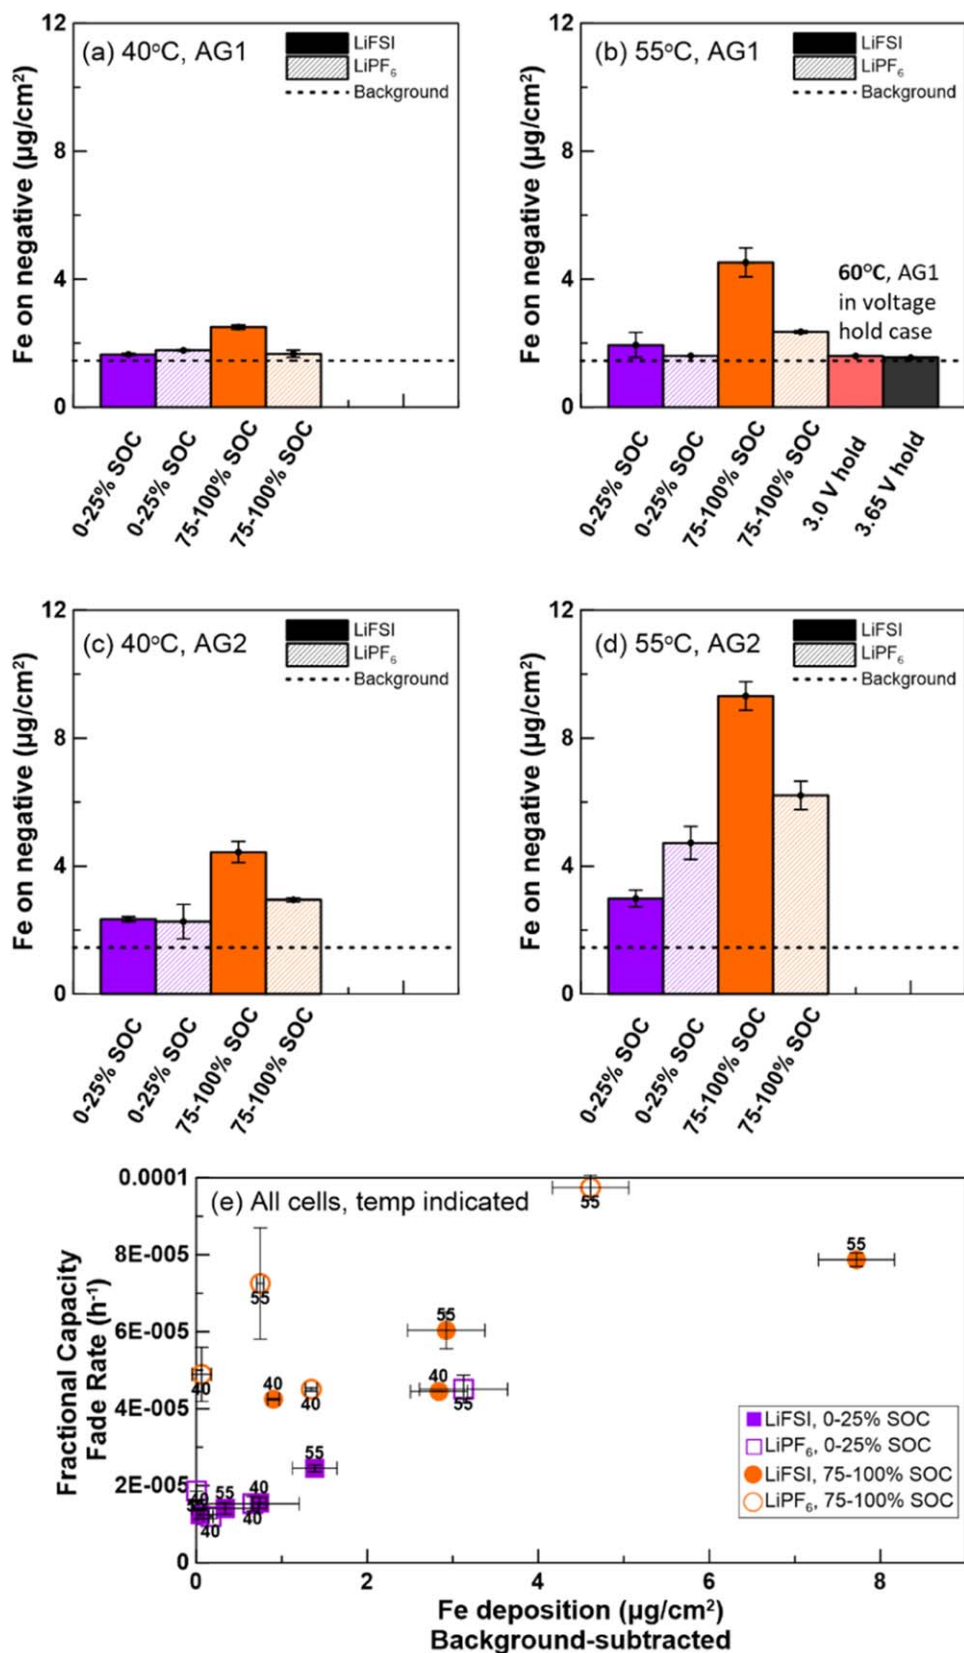 12
8
4
0
Fe on negative (µg/cm²)
(a) 40°C, AG1
LiFSI
LiPF₆
Background
0-25% SOC
0-25% SOC
75-100% SOC
75-100% SOC
12
8
4
0
Fe on negative (µg/cm²)
(b) 55°C, AG1
LiFSI
LiPF₆
Background
60°C, AG1
in voltage
hold case
0-25% SOC
0-25% SOC
75-100% SOC
75-100% SOC
3.0 V hold
3.65 V hold
12
8
4
0
Fe on negative (µg/cm²)
(c) 40°C, AG2
LiFSI
LiPF₆
Background
0-25% SOC
0-25% SOC
75-100% SOC
75-100% SOC
12
8
4
0
Fe on negative (µg/cm²)
(d) 55°C, AG2
LiFSI
LiPF₆
Background
0-25% SOC
0-25% SOC
75-100% SOC
75-100% SOC
0.0001
8E-005
6E-005
4E-005
2E-005
0
Fractional Capacity
Fade Rate (h⁻¹)
(e) All cells, temp indicated
55
55
55
55
40
40
40
40
55
55
40
55
40
40
40
LiFSI, 0-25% SOC
LiPF₆, 0-25% SOC
LiFSI, 75-100% SOC
LiPF₆, 75-100% SOC
0
2
4
6
8
Fe deposition (µg/cm²)
Background-subtracted